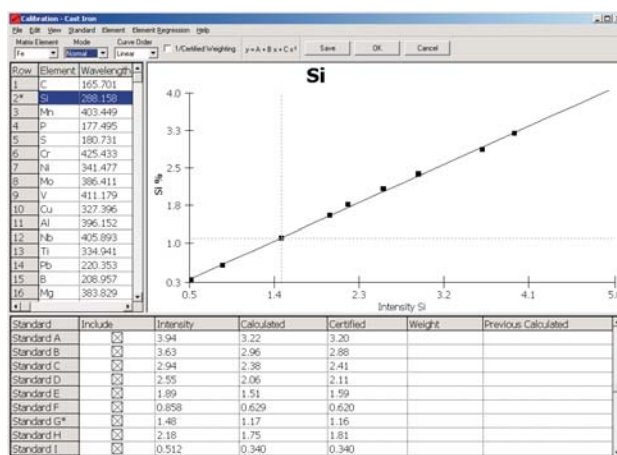 Calibration - Cast Iron
File Edit View Standard Element Element Regression Help
Matrix Element Mode Curve Order
Fe Normal Linear 1/Certified Weighting y = A + B x + C x² Save OK Cancel
Row Element Wavelength
1 C 165.701
2* Si 288.158
3 Mn 403.449
4 P 177.495
5 S 180.731
6 Cr 425.433
7 Ni 341.477
8 Mo 386.411
9 V 411.179
10 Cu 327.396
11 Al 396.152
12 Nb 405.893
13 Ti 334.941
14 Pb 220.353
15 B 208.957
16 Mg 383.829
Si
Si %
4.0
3.3
2.5
1.8
1.0
0.3
0.5 1.4 2.3 3.2 4.1 5.0
Intensity Si
Standard Include Intensity Calculated Certified Weight Previous Calculated
Standard A 3.94 3.22 3.20
Standard B 3.63 2.96 2.88
Standard C 2.94 2.38 2.41
Standard D 2.55 2.06 2.11
Standard E 1.89 1.51 1.59
Standard F 0.858 0.629 0.620
Standard G* 1.48 1.17 1.16
Standard H 2.18 1.75 1.81
Standard I 0.512 0.340 0.340